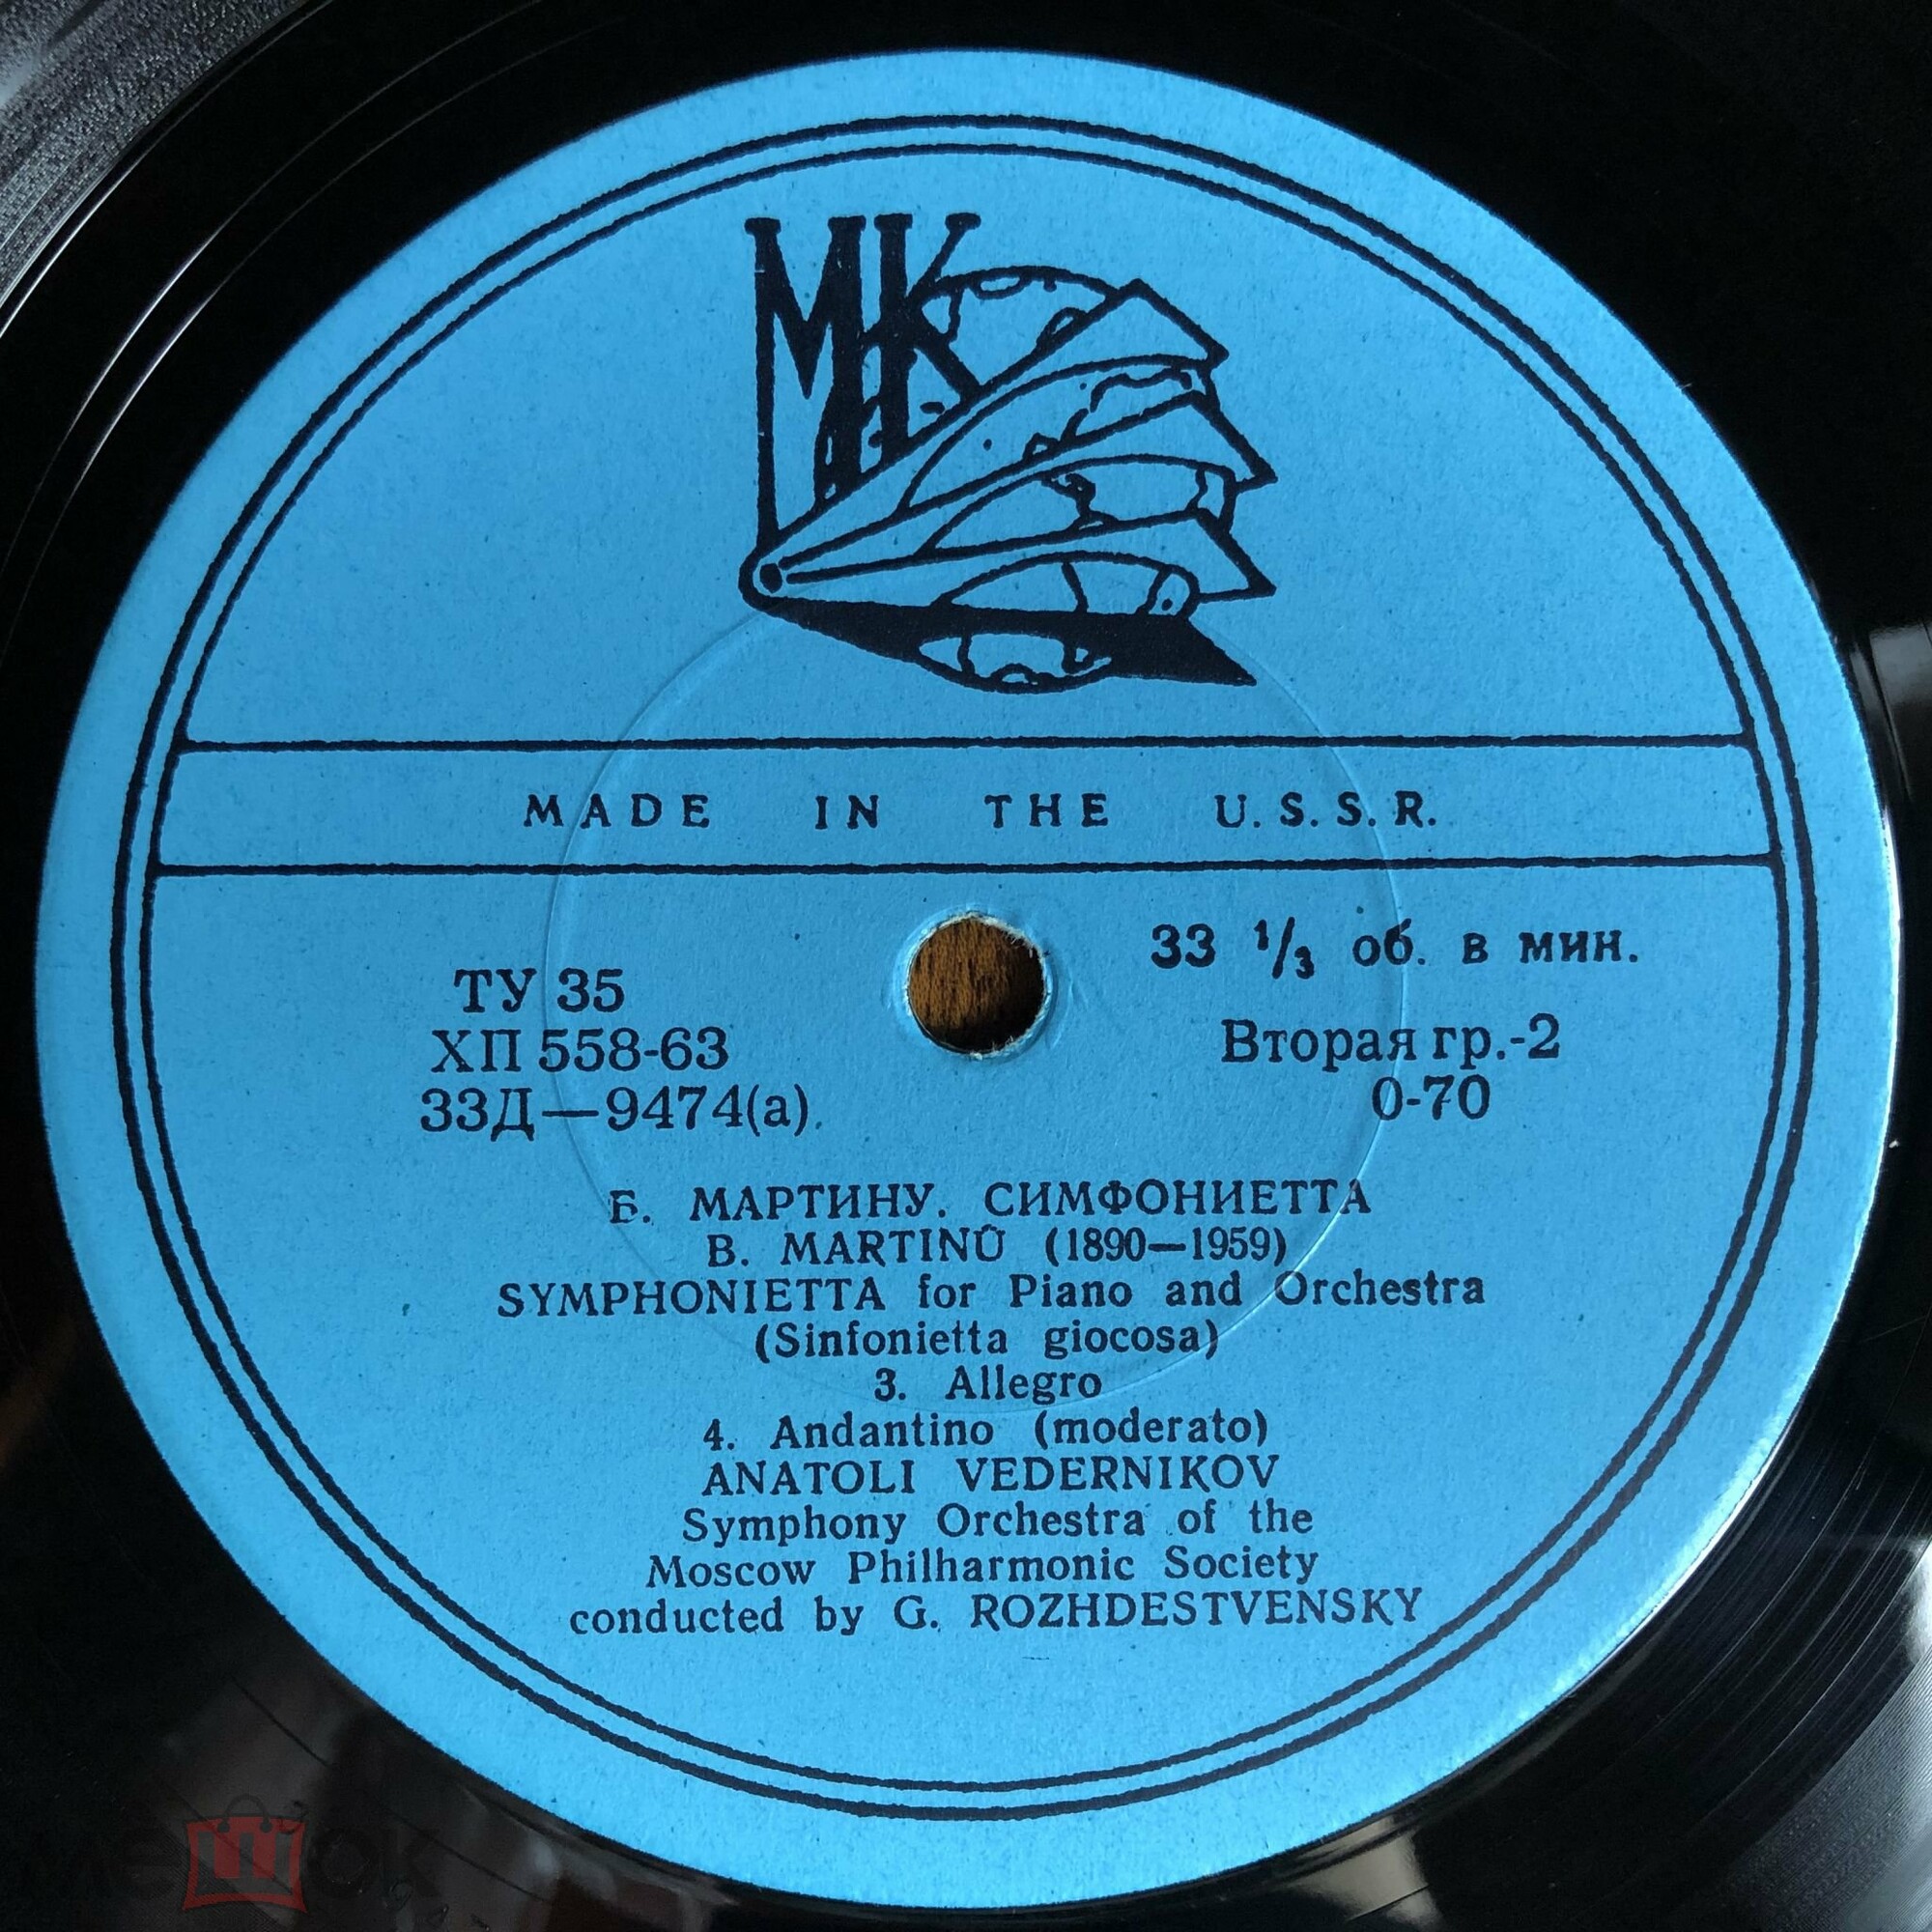 МК
MADE IN THE U.S.S.R.
33 1/3 об. в мин.
ТУ 35
ХП 558-63
33Д—9474(а).
Вторая гр.-2
0-70
Б. МАРТИНУ. СИМФОНИЕТТА
B. MARTINÛ (1890—1959)
SYMPHONIETTA for Piano and Orchestra
(Sinfonietta giocosa)
3. Allegro
4. Andantino (moderato)
ANATOLI VEDERNIKOV
Symphony Orchestra of the
Moscow Philharmonic Society
conducted by G. ROZHDESTVENSKY
мешок